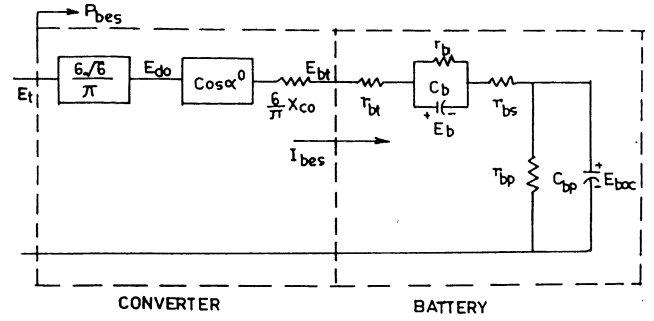 P_bes
E_t
6√6
π
E_do
Cos α°
6/π X_co
E_bt
I_bes
r_bt
r_b
C_b
+ -
E_b
r_bs
r_bp
C_bp
+
-
E_boc
CONVERTER
BATTERY